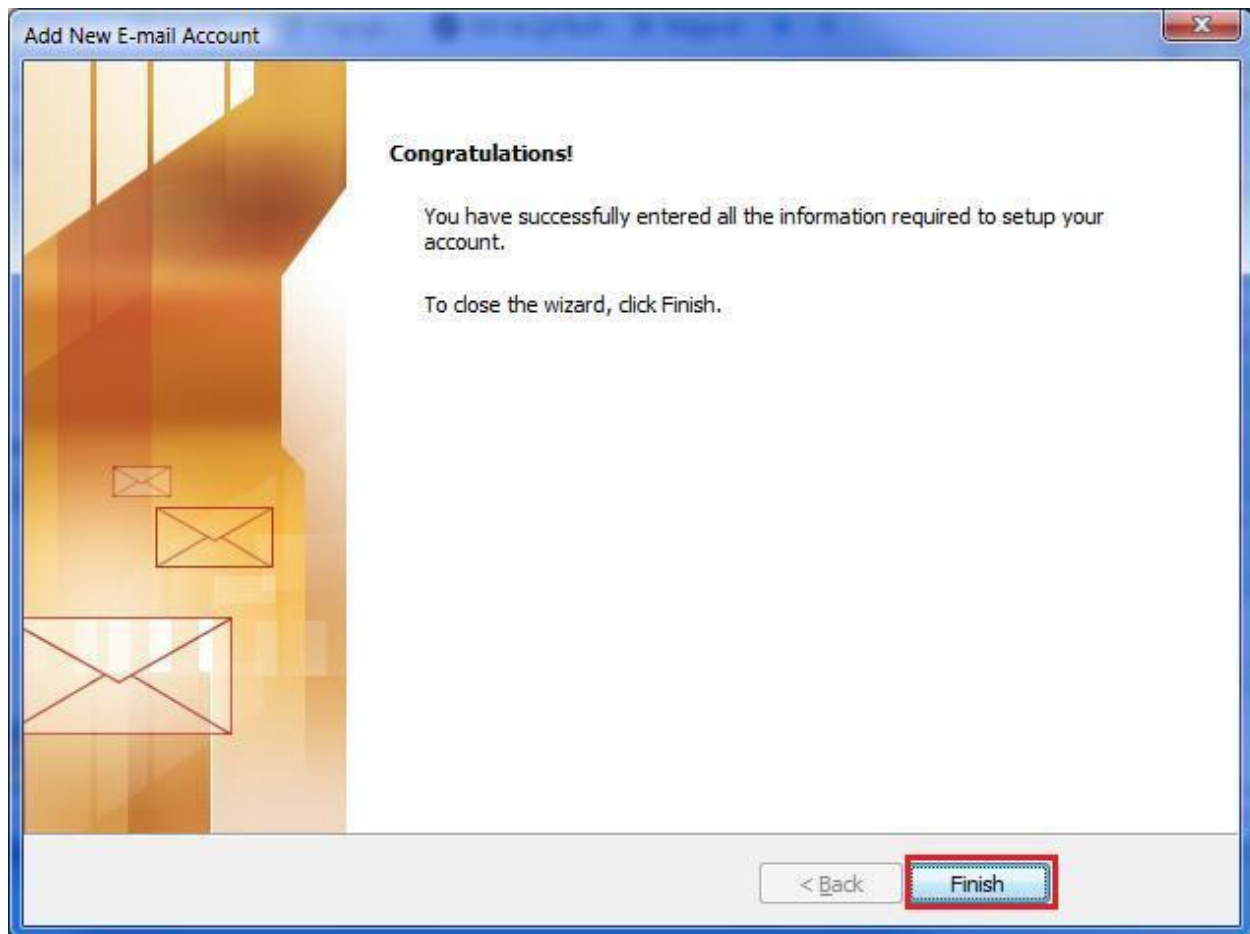 Add New E-mail Account
Congratulations!
You have successfully entered all the information required to setup your
account.
To close the wizard, click Finish.
< Back
Finish